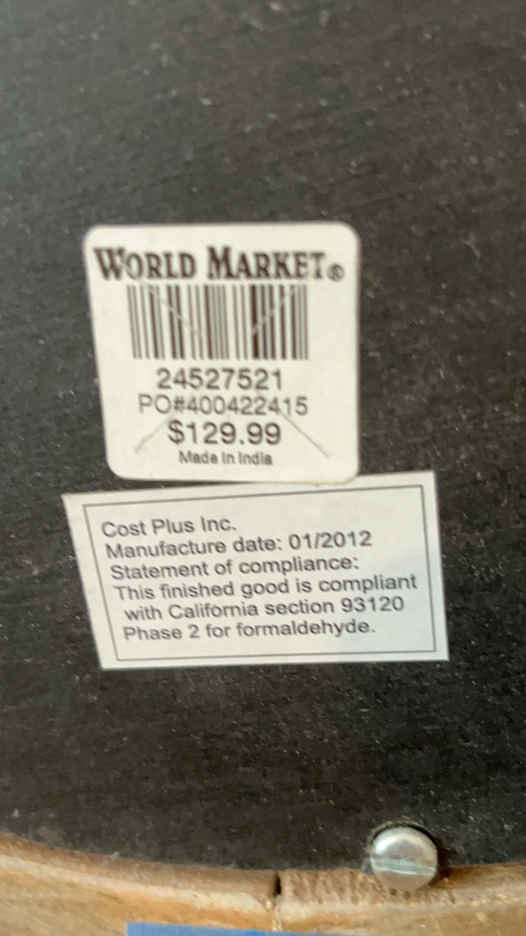 WORLD MARKET®
24527521
PO#400422415
$129.99
Made In India
Cost Plus Inc.
Manufacture date: 01/2012
Statement of compliance:
This finished good is compliant
with California section 93120
Phase 2 for formaldehyde.